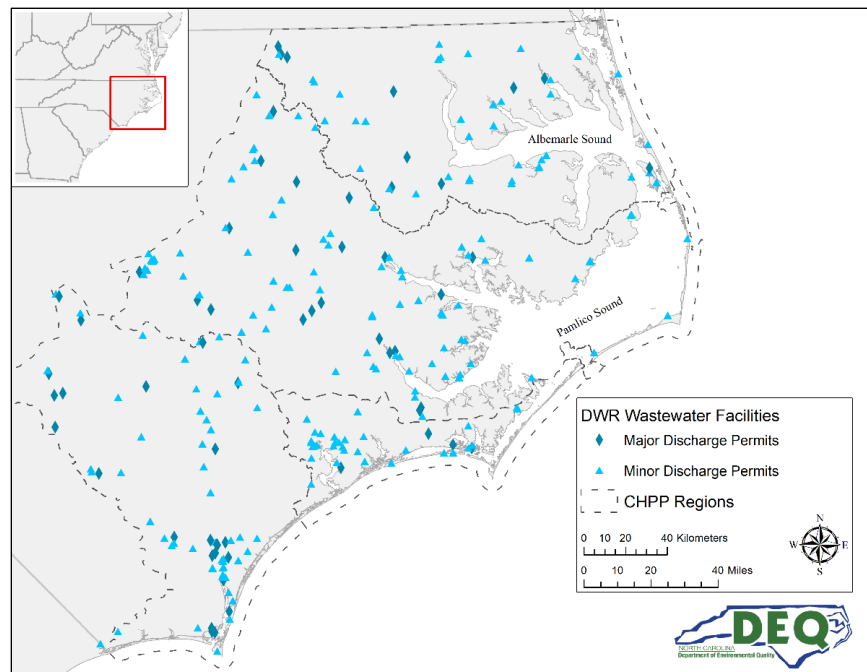 Albemarle Sound
Pamlico Sound
DWR Wastewater Facilities
Major Discharge Permits
Minor Discharge Permits
CHPP Regions
0 10 20 40 Kilometers
0 10 20 40 Miles
N
W E
S
DEQ
NORTH CAROLINA
Department of Environmental Quality